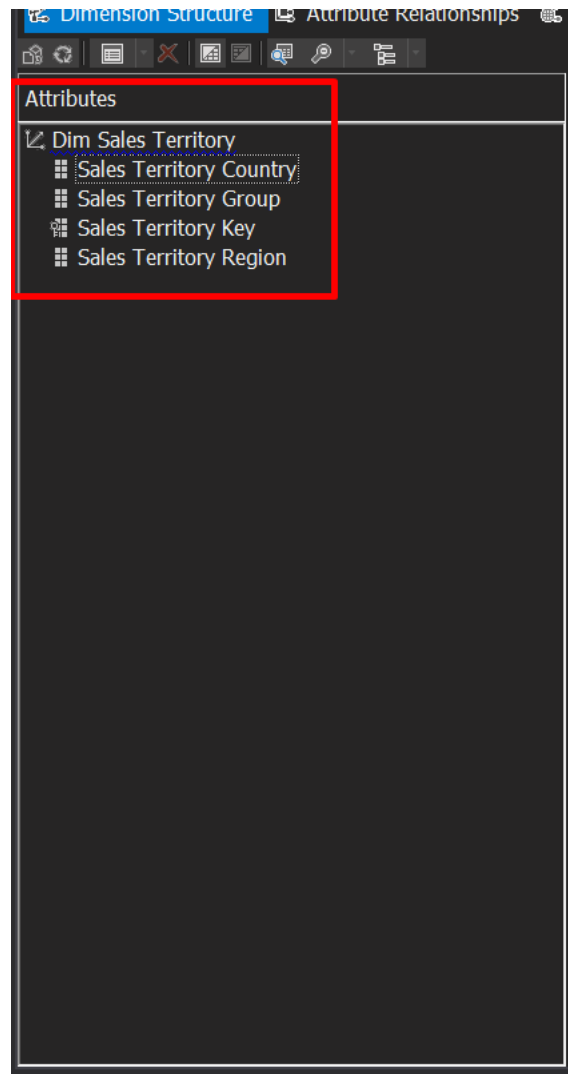 Dimension Structure Attribute Relationships
Attributes
Dim Sales Territory
Sales Territory Country
Sales Territory Group
Sales Territory Key
Sales Territory Region